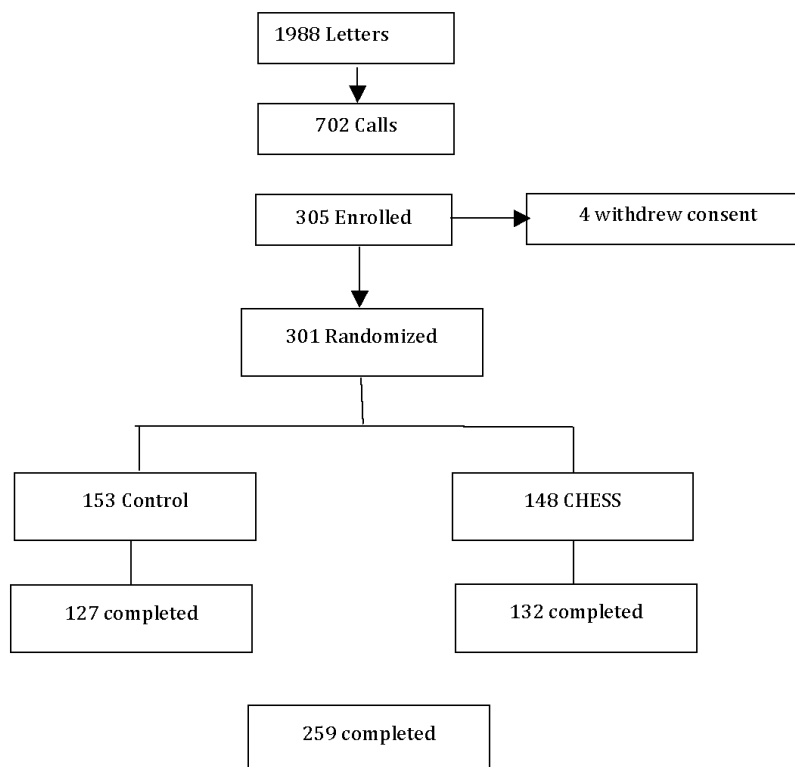 1988 Letters
702 Calls
305 Enrolled
4 withdrew consent
301 Randomized
153 Control
148 CHESS
127 completed
132 completed
259 completed